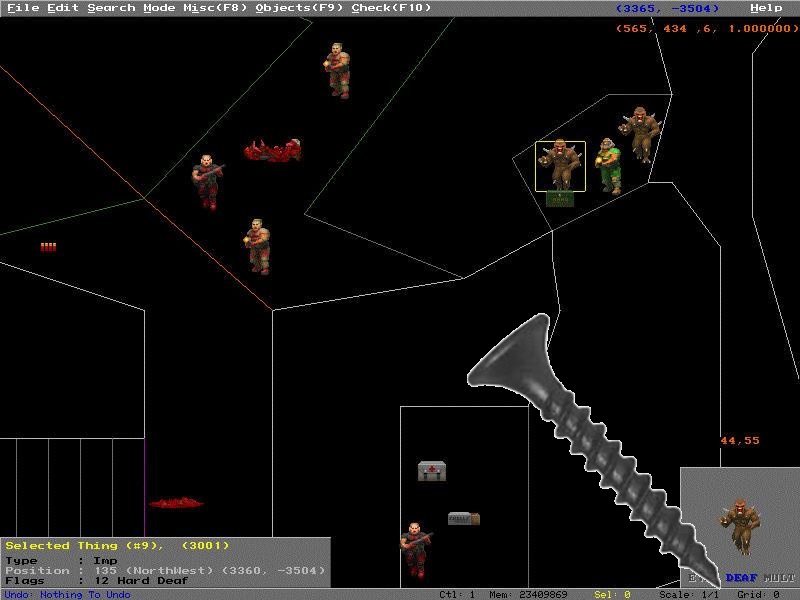 File Edit Search Mode Misc(F8) Objects(F9) Check(F10) (3365, -3504) Help
(565, 434 ,6, 1.000000)
44,55
Selected Thing (#9), (3001)
Type : Imp
Position : 135 (NorthWest) (3360, -3504)
Flags : 12 Hard Deaf
DEAF MULT
Undo: Nothing To Undo Ctl: 1 Mem: 23409869 Sel: 0 Scale: 1/1 Grid: 0